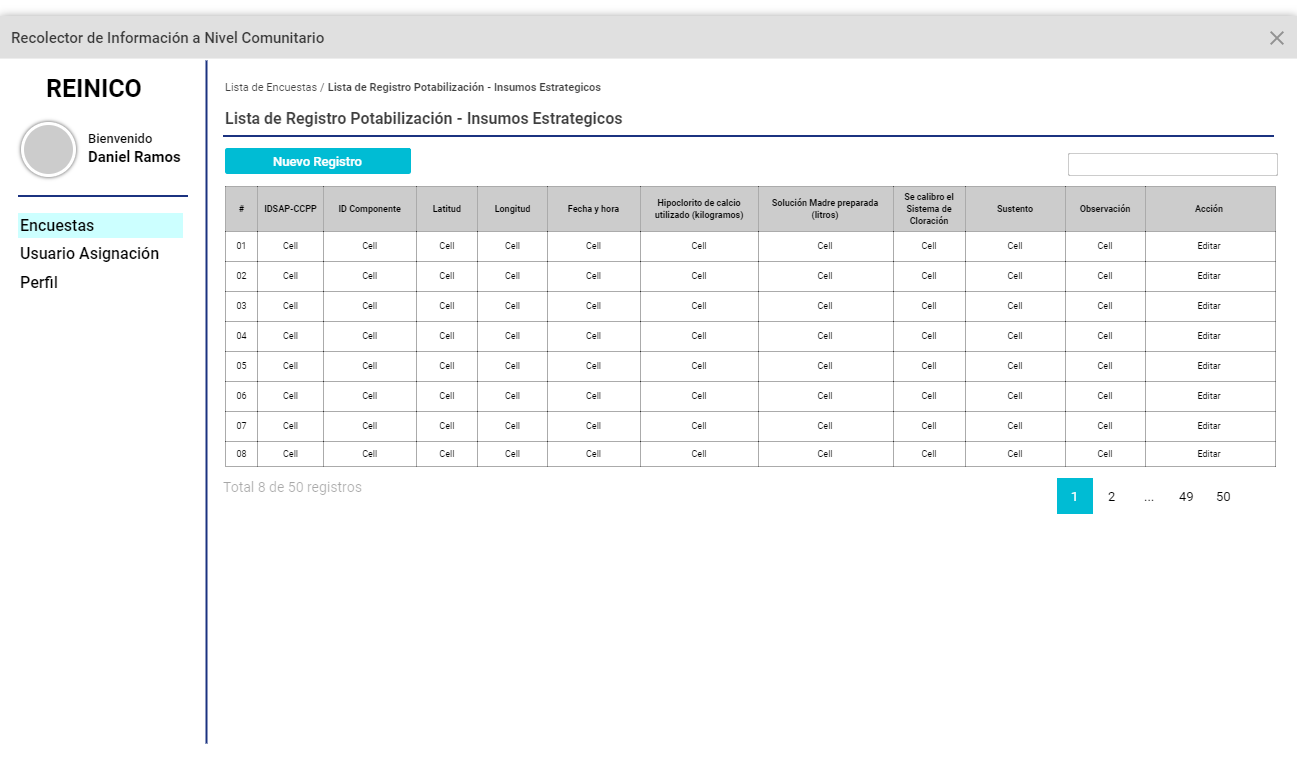 Recolector de Información a Nivel Comunitario
REINICO
Bienvenido
Daniel Ramos
Encuestas
Usuario Asignación
Perfil
Lista de Encuestas / Lista de Registro Potabilización - Insumos Estrategicos
Lista de Registro Potabilización - Insumos Estrategicos
Nuevo Registro
# IDSAP-CCPP ID Componente Latitud Longitud Fecha y hora Hipoclorito de calcio utilizado (kilogramos) Solución Madre preparada (litros) Se calibro el Sistema de Cloración Sustento Observación Acción
01 Cell Cell Cell Cell Cell Cell Cell Cell Cell Cell Editar
02 Cell Cell Cell Cell Cell Cell Cell Cell Cell Cell Editar
03 Cell Cell Cell Cell Cell Cell Cell Cell Cell Cell Editar
04 Cell Cell Cell Cell Cell Cell Cell Cell Cell Cell Editar
05 Cell Cell Cell Cell Cell Cell Cell Cell Cell Cell Editar
06 Cell Cell Cell Cell Cell Cell Cell Cell Cell Cell Editar
07 Cell Cell Cell Cell Cell Cell Cell Cell Cell Cell Editar
08 Cell Cell Cell Cell Cell Cell Cell Cell Cell Cell Editar
Total 8 de 50 registros
1 2 ... 49 50